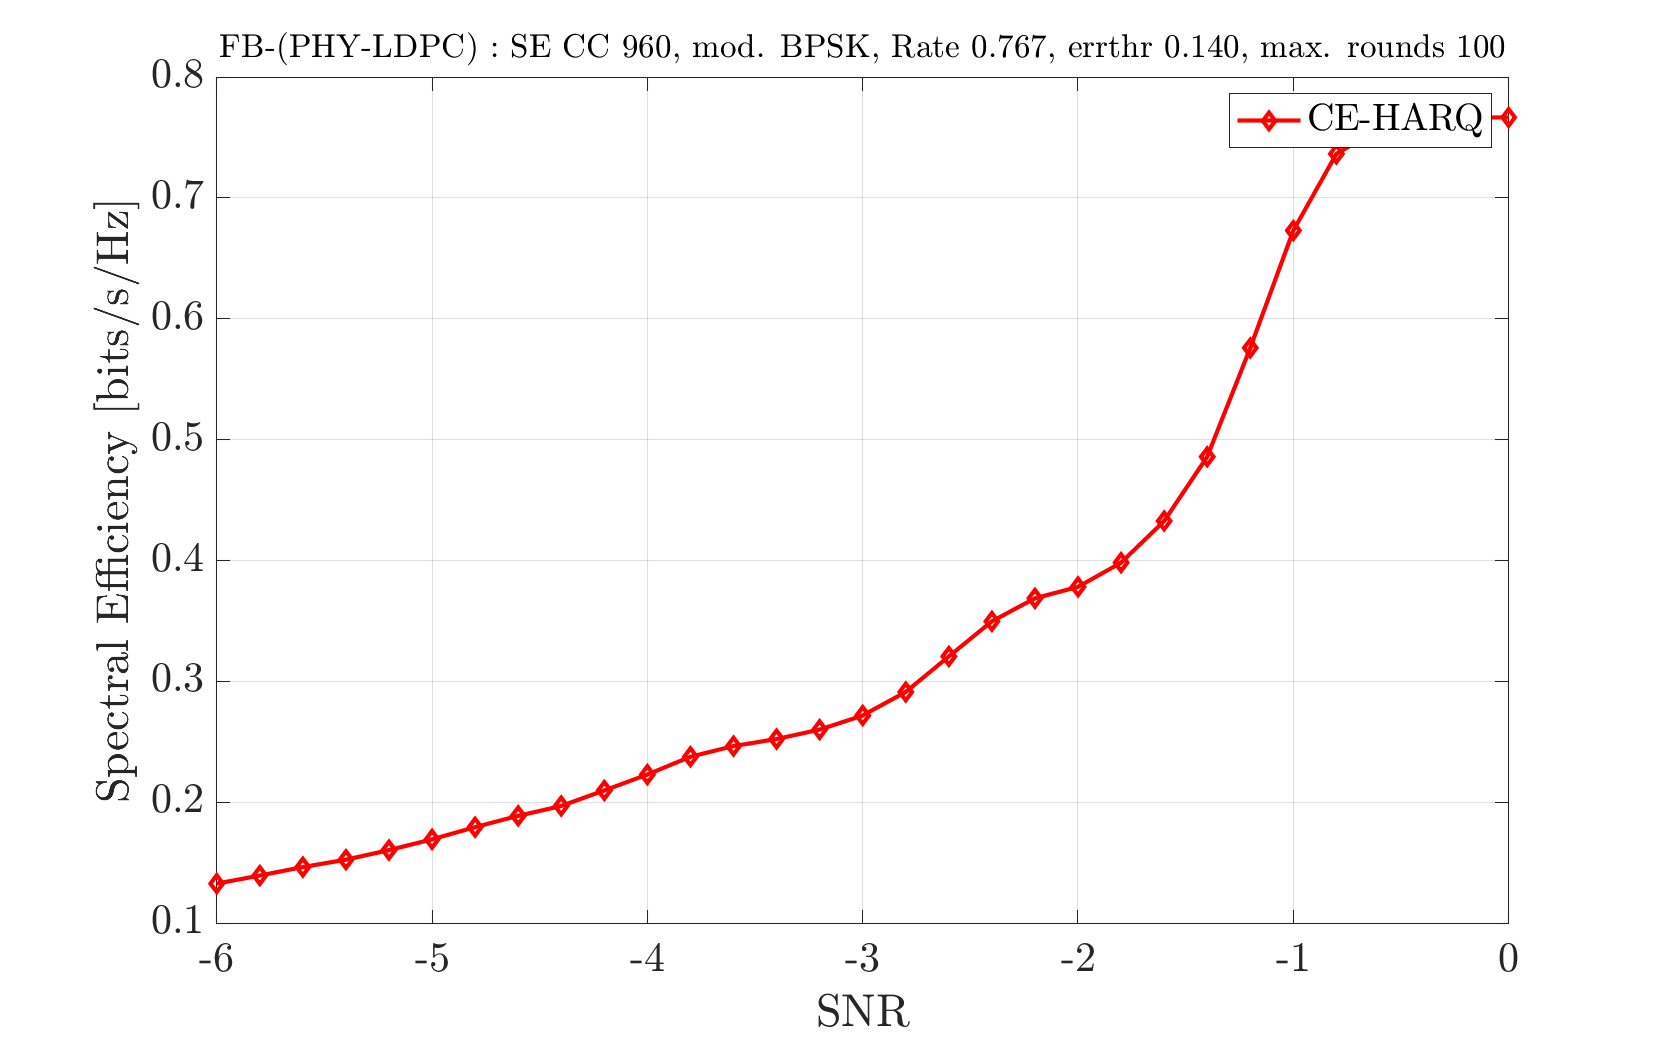 FB-(PHY-LDPC) : SE CC 960, mod. BPSK, Rate 0.767, errthr 0.140, max. rounds 100
CE-HARQ
0.8
0.7
0.6
0.5
0.4
0.3
0.2
0.1
Spectral Efficiency [bits/s/Hz]
-6 -5 -4 -3 -2 -1 0
SNR